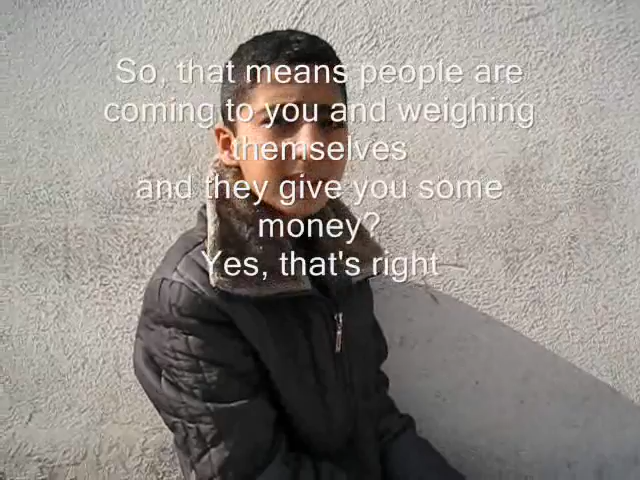 So, that means people are
coming to you and weighing
themselves
and they give you some
money?
Yes, that's right